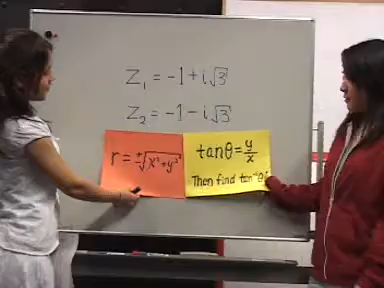 Z₁ = -1 + i√3
Z₂ = -1 - i√3
r = ±√x²+y²
tanθ = y/x
Then find tan⁻¹θ